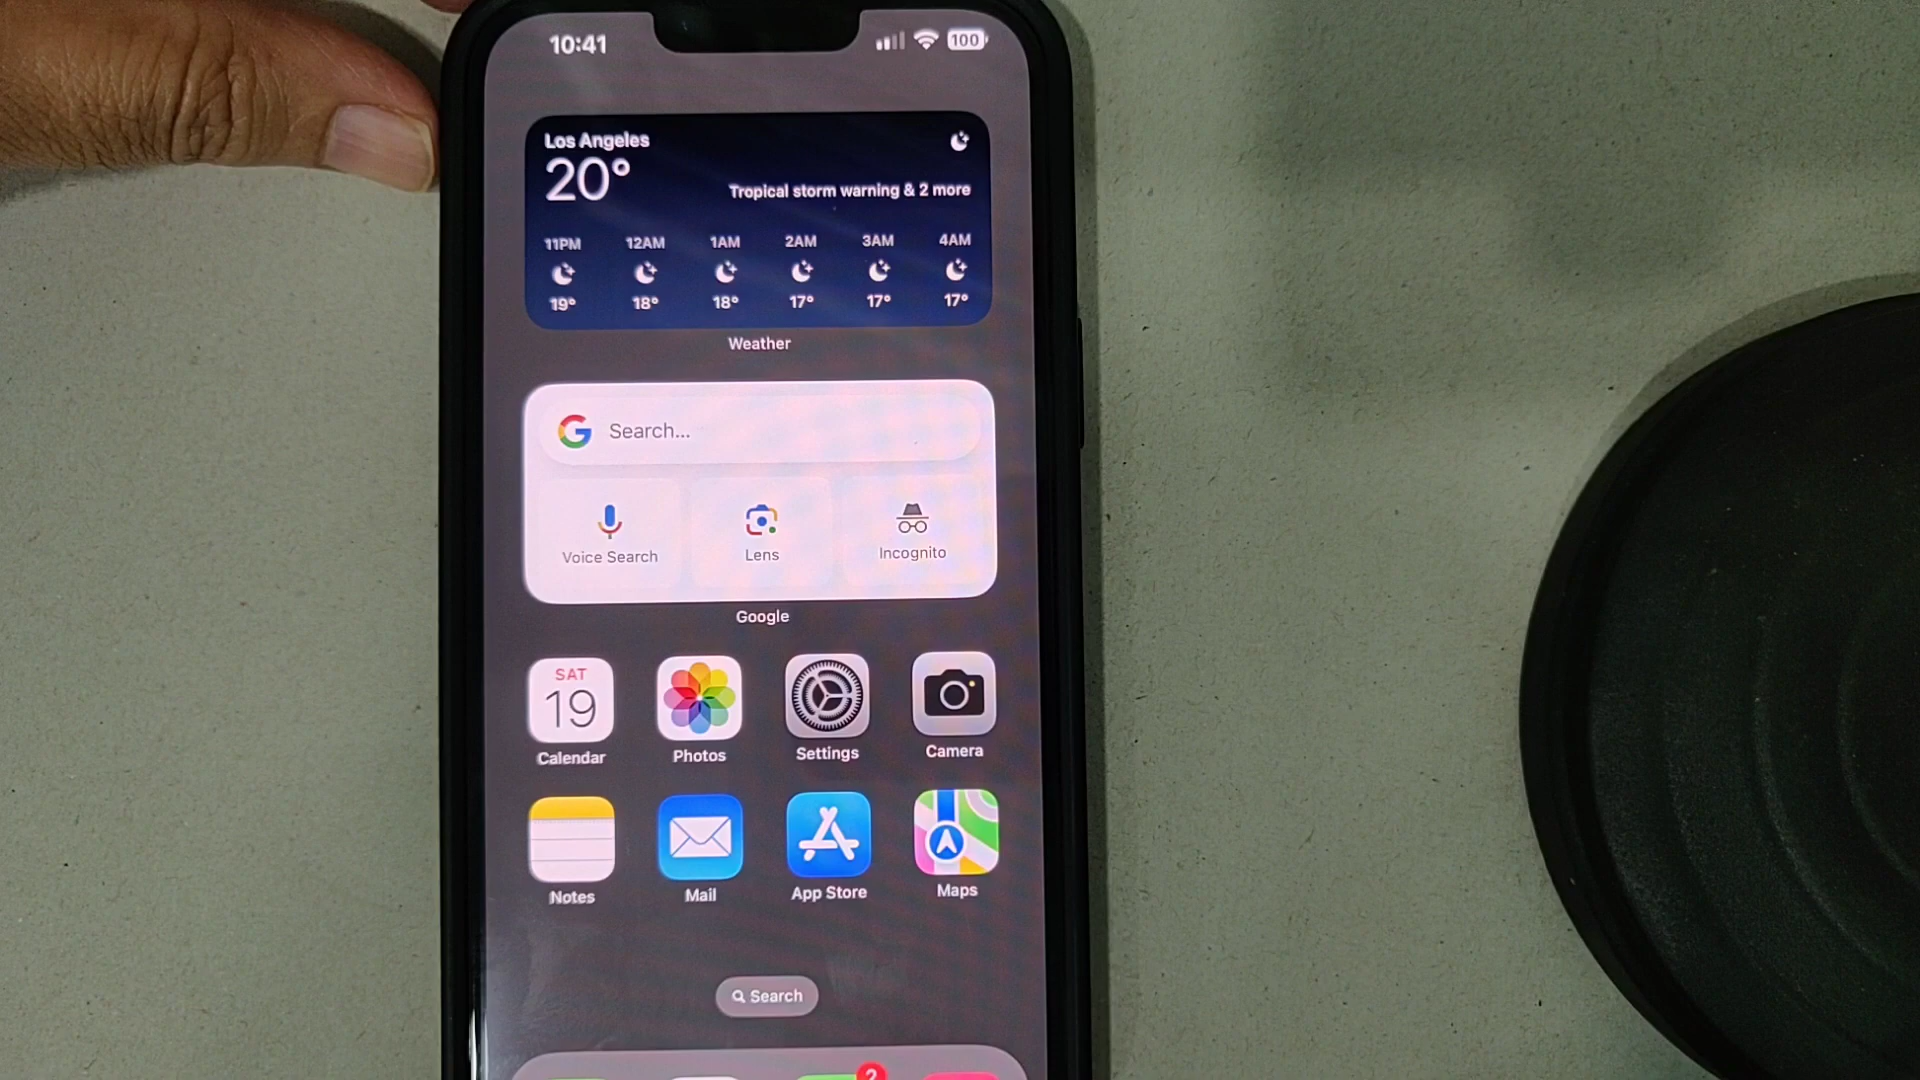 10:41
100
Los Angeles
20°
Tropical storm warning & 2 more
11PM 12AM 1AM 2AM 3AM 4AM
19° 18° 18° 17° 17° 17°
Weather
Search...
Voice Search Lens Incognito
Google
SAT
19
Calendar Photos Settings Camera
Notes Mail App Store Maps
Search
2